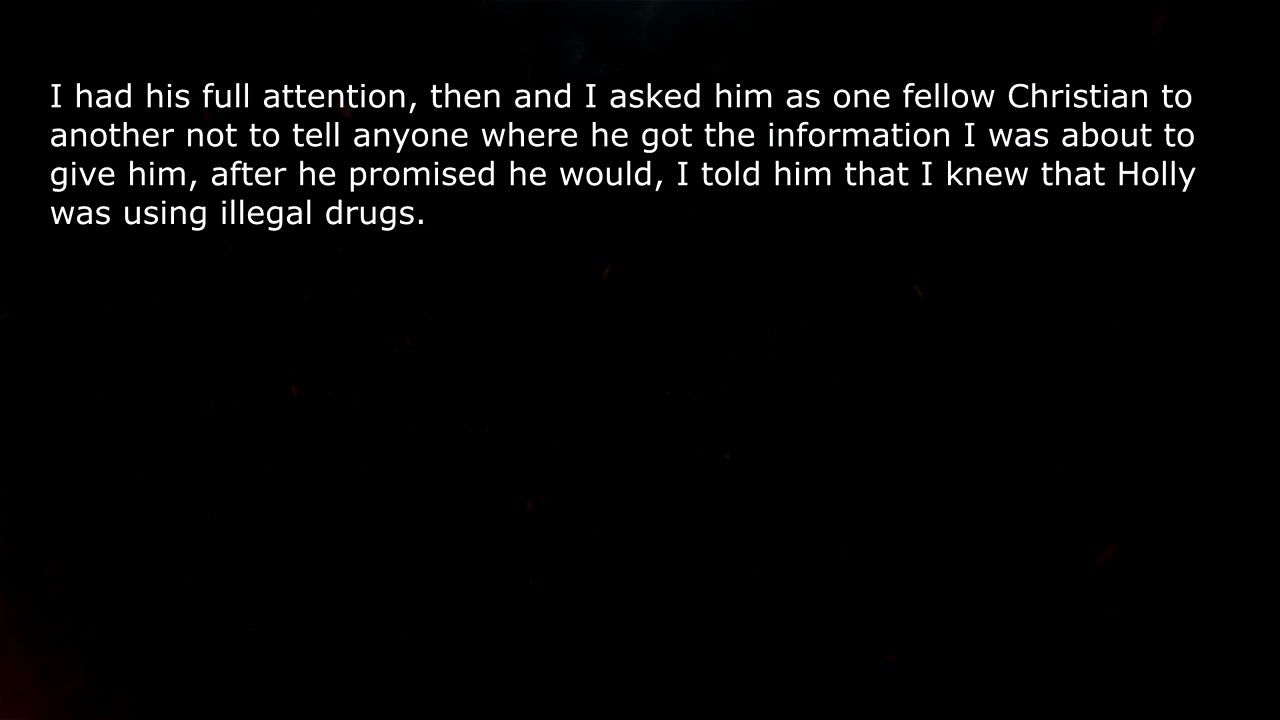 I had his full attention, then and I asked him as one fellow Christian to
another not to tell anyone where he got the information I was about to
give him, after he promised he would, I told him that I knew that Holly
was using illegal drugs.